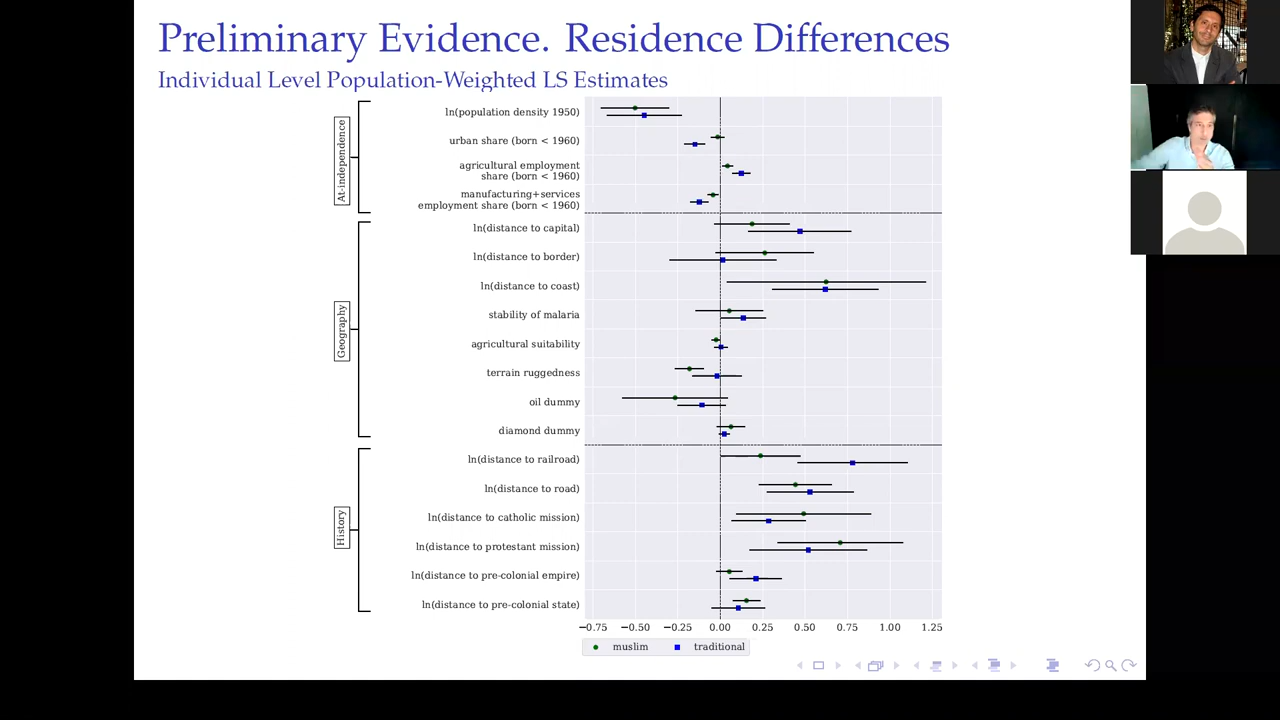 Preliminary Evidence. Residence Differences
Individual Level Population-Weighted LS Estimates
At-independence
ln(population density 1950)
urban share (born < 1960)
agricultural employment
share (born < 1960)
manufacturing+services
employment share (born < 1960)
Geography
ln(distance to capital)
ln(distance to border)
ln(distance to coast)
stability of malaria
agricultural suitability
terrain ruggedness
oil dummy
diamond dummy
History
ln(distance to railroad)
ln(distance to road)
ln(distance to catholic mission)
ln(distance to protestant mission)
ln(distance to pre-colonial empire)
ln(distance to pre-colonial state)
−0.75 −0.50 −0.25 0.00 0.25 0.50 0.75 1.00 1.25
muslim traditional